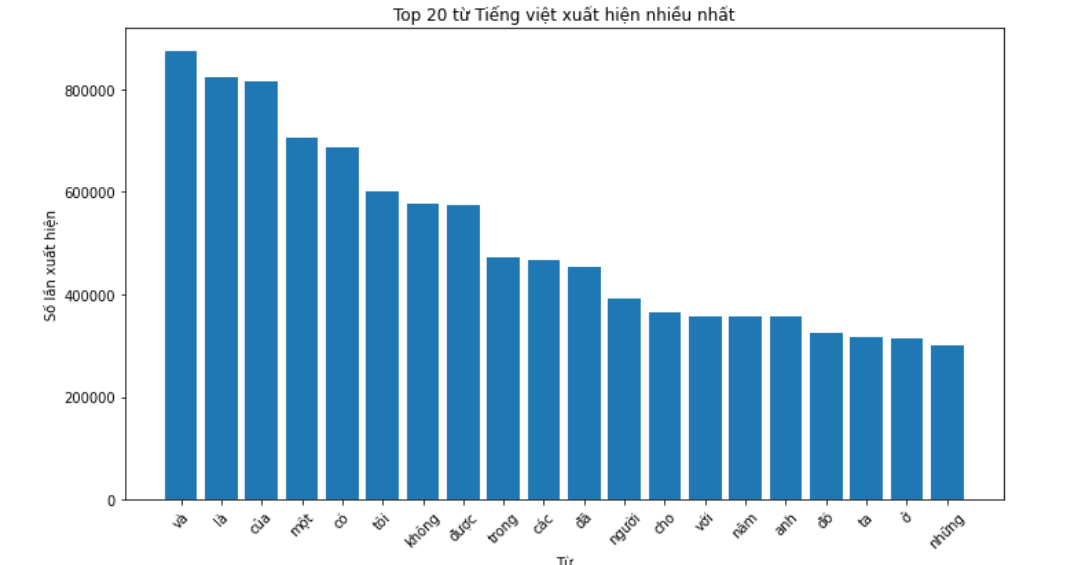 Top 20 từ Tiếng việt xuất hiện nhiều nhất
Số lần xuất hiện
800000
600000
400000
200000
0
và là của một có tôi không được trong các đã người cho với năm anh đó ta ở những
Từ